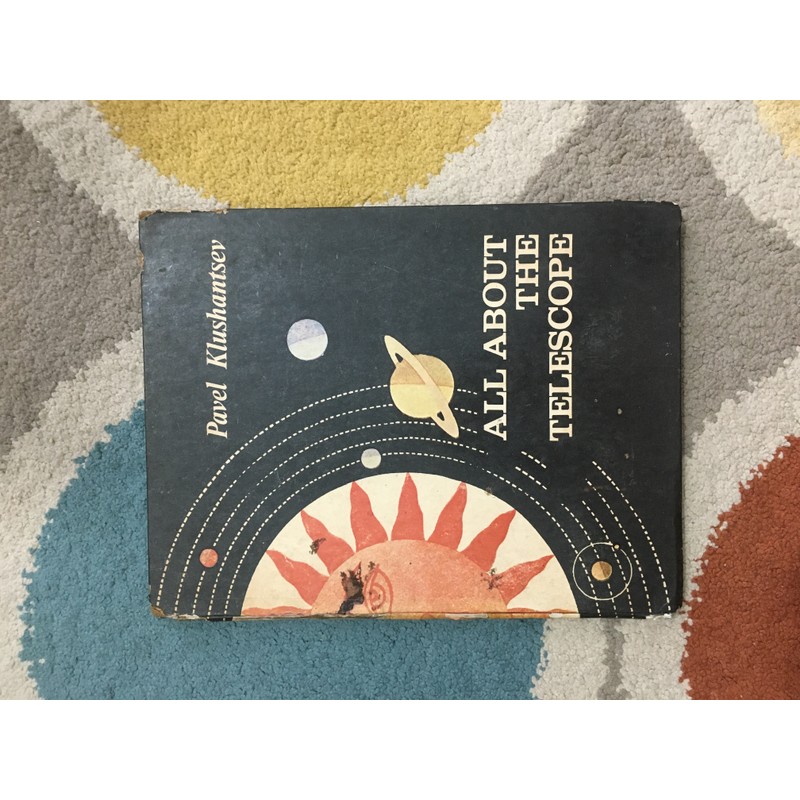 Pavel Klushantsev
ALL ABOUT
THE
TELESCOPE